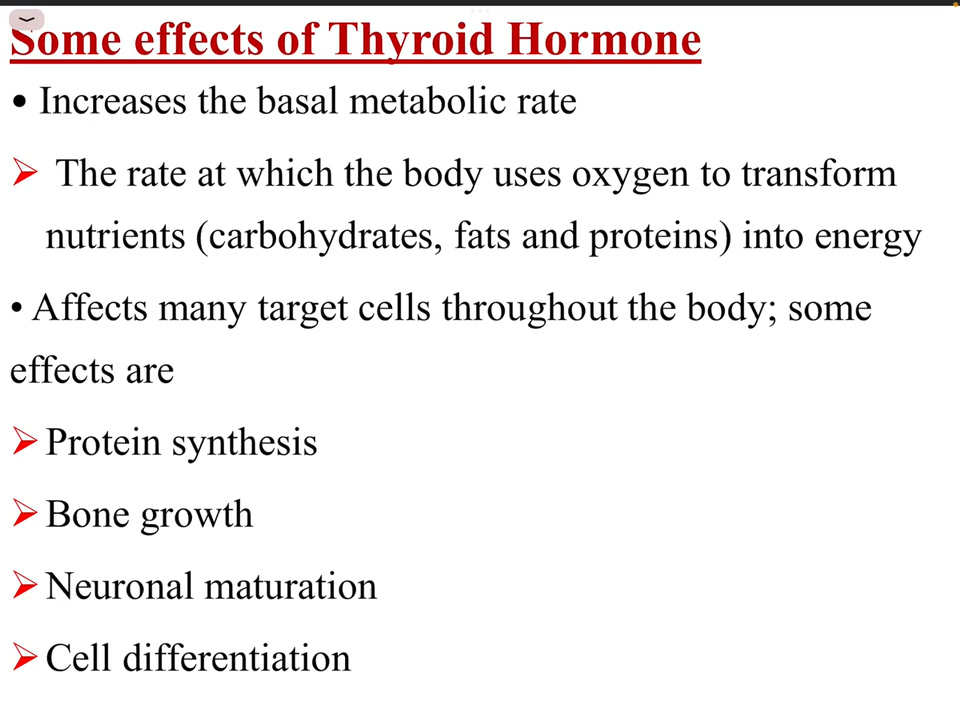 Some effects of Thyroid Hormone
• Increases the basal metabolic rate
➢ The rate at which the body uses oxygen to transform
nutrients (carbohydrates, fats and proteins) into energy
• Affects many target cells throughout the body; some
effects are
➢ Protein synthesis
➢ Bone growth
➢ Neuronal maturation
➢ Cell differentiation